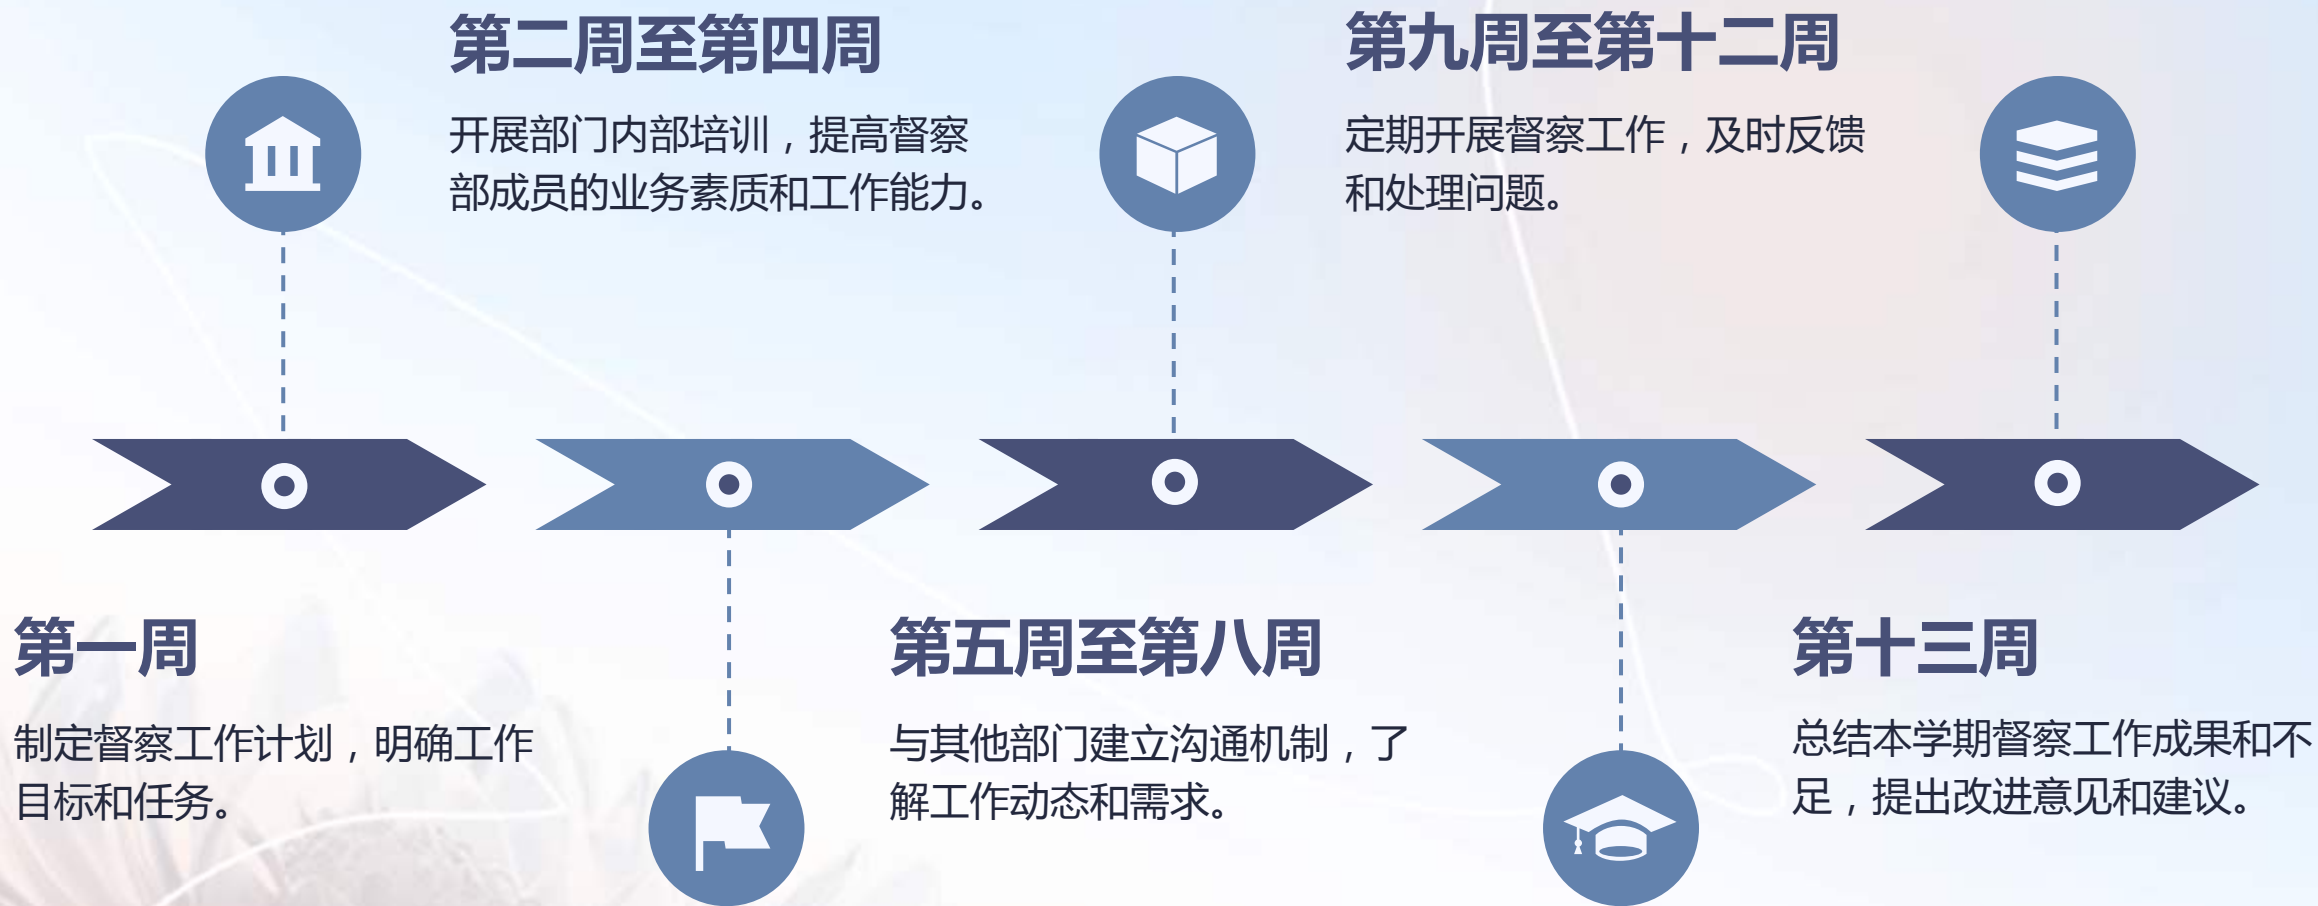 第一周
制定督察工作计划，明确工作
目标和任务。
第二周至第四周
开展部门内部培训，提高督察
部成员的业务素质和工作能力。
第五周至第八周
与其他部门建立沟通机制，了
解工作动态和需求。
第九周至第十二周
定期开展督察工作，及时反馈
和处理问题。
第十三周
总结本学期督察工作成果和不
足，提出改进意见和建议。